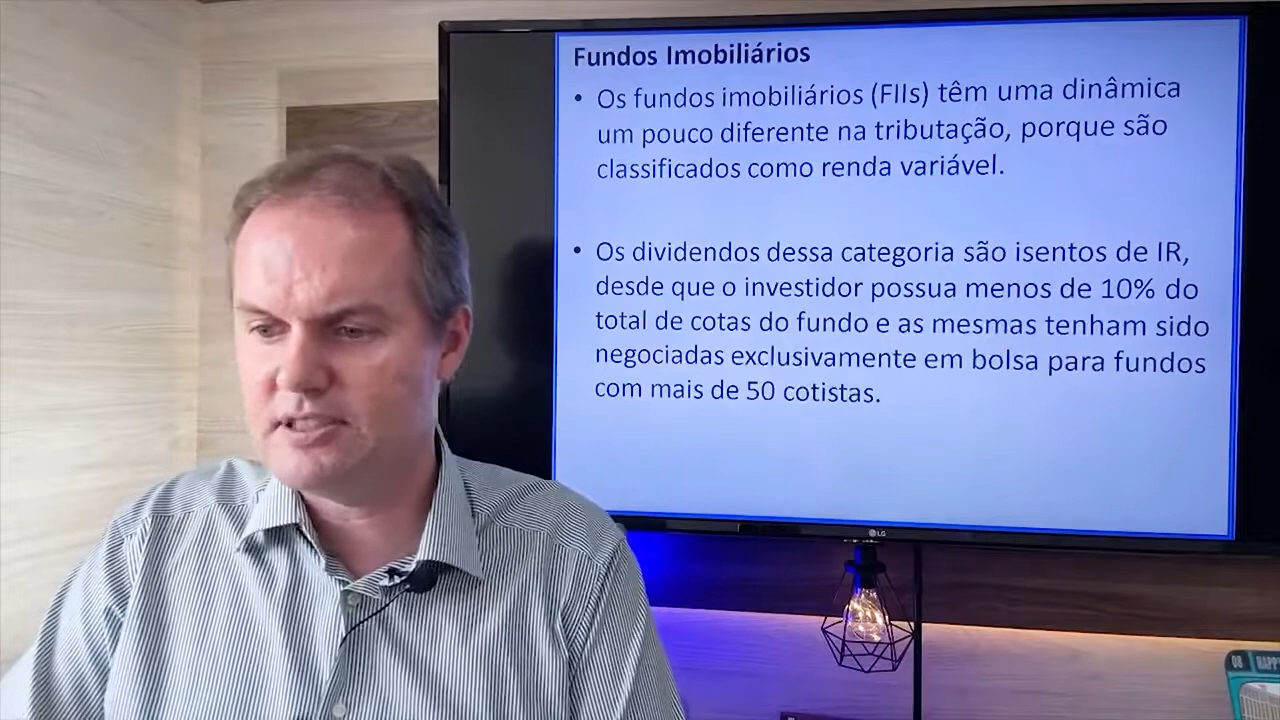 Fundos Imobiliários
• Os fundos imobiliários (FIIs) têm uma dinâmica
um pouco diferente na tributação, porque são
classificados como renda variável.
• Os dividendos dessa categoria são isentos de IR,
desde que o investidor possua menos de 10% do
total de cotas do fundo e as mesmas tenham sido
negociadas exclusivamente em bolsa para fundos
com mais de 50 cotistas.
LG
08 HAPP